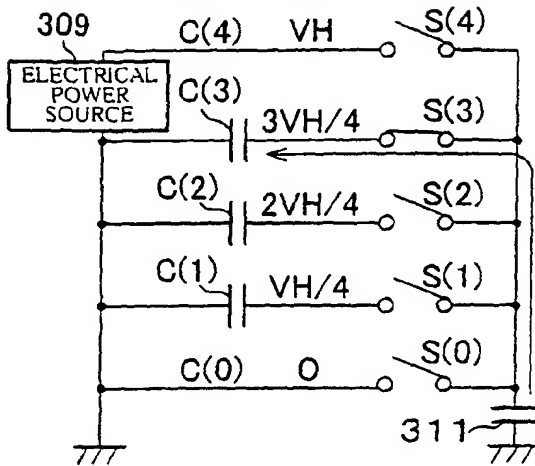 309
C(4) VH S(4)
ELECTRICAL
POWER
SOURCE
C(3) 3VH/4 S(3)
C(2) 2VH/4 S(2)
C(1) VH/4 S(1)
C(0) O S(0)
311